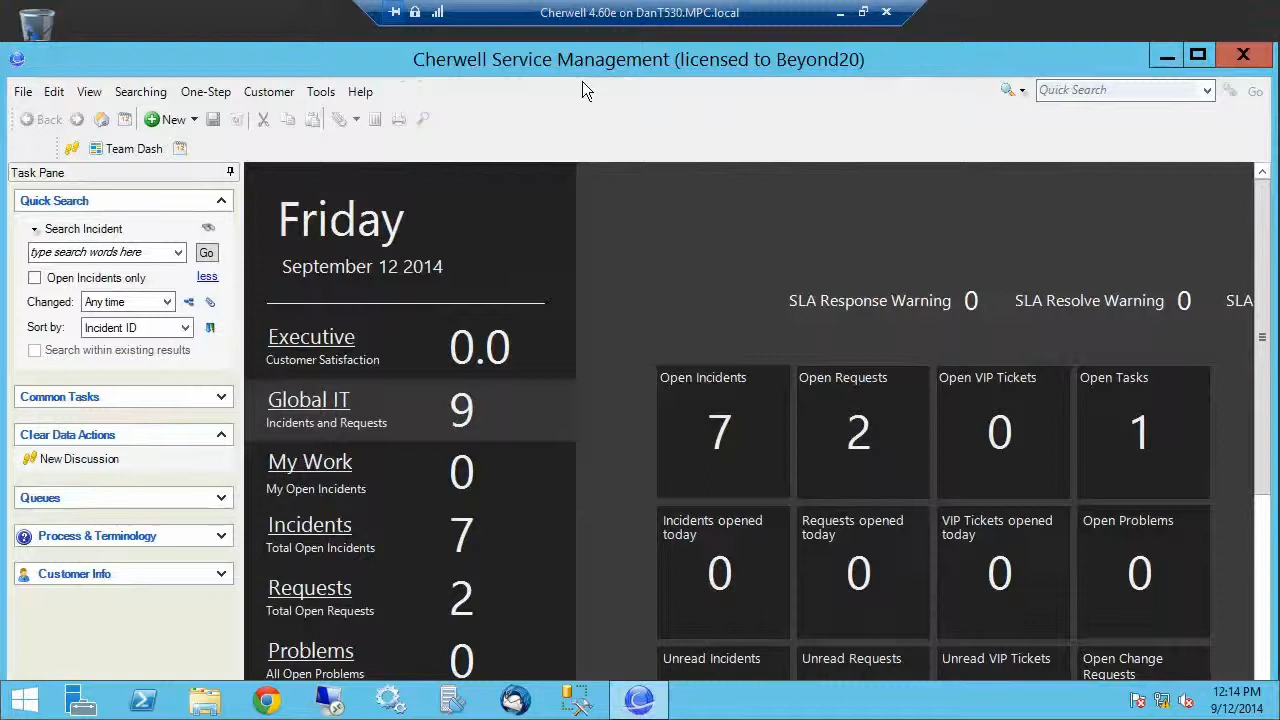 Cherwell 4.60e on DanT530.MPC.local
Cherwell Service Management (licensed to Beyond20)
File Edit View Searching One-Step Customer Tools Help
Quick Search Go
Back New
Team Dash
Task Pane
Quick Search
Search Incident
type search words here Go
Open Incidents only less
Changed: Any time
Sort by: Incident ID
Search within existing results
Common Tasks
Clear Data Actions
New Discussion
Queues
Process & Terminology
Customer Info
Friday
September 12 2014
Executive 0.0
Customer Satisfaction
Global IT 9
Incidents and Requests
My Work 0
My Open Incidents
Incidents 7
Total Open Incidents
Requests 2
Total Open Requests
Problems 0
All Open Problems
SLA Response Warning 0 SLA Resolve Warning 0 SLA
Open Incidents Open Requests Open VIP Tickets Open Tasks
7 2 0 1
Incidents opened today Requests opened today VIP Tickets opened today Open Problems
0 0 0 0
Unread Incidents Unread Requests Unread VIP Tickets Open Change Requests
12:14 PM
9/12/2014